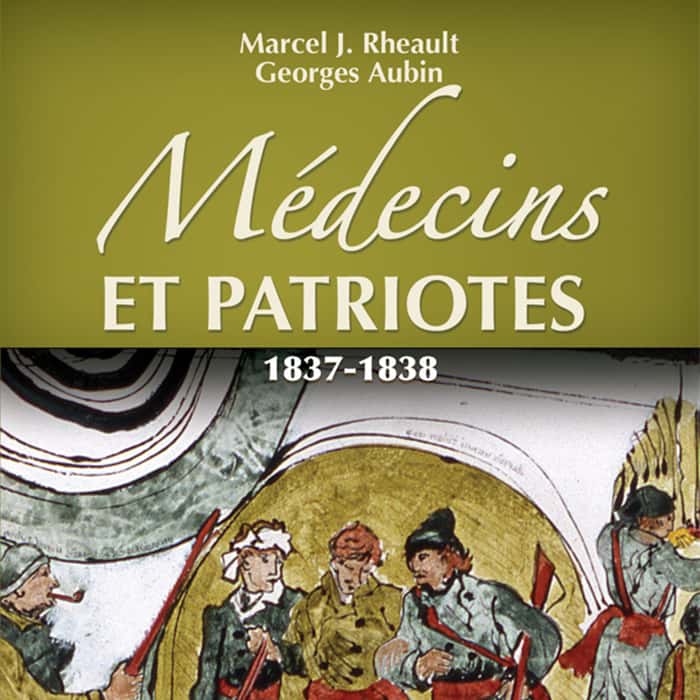 Marcel J. Rheault
Georges Aubin
Médecins
ET PATRIOTES
1837-1838